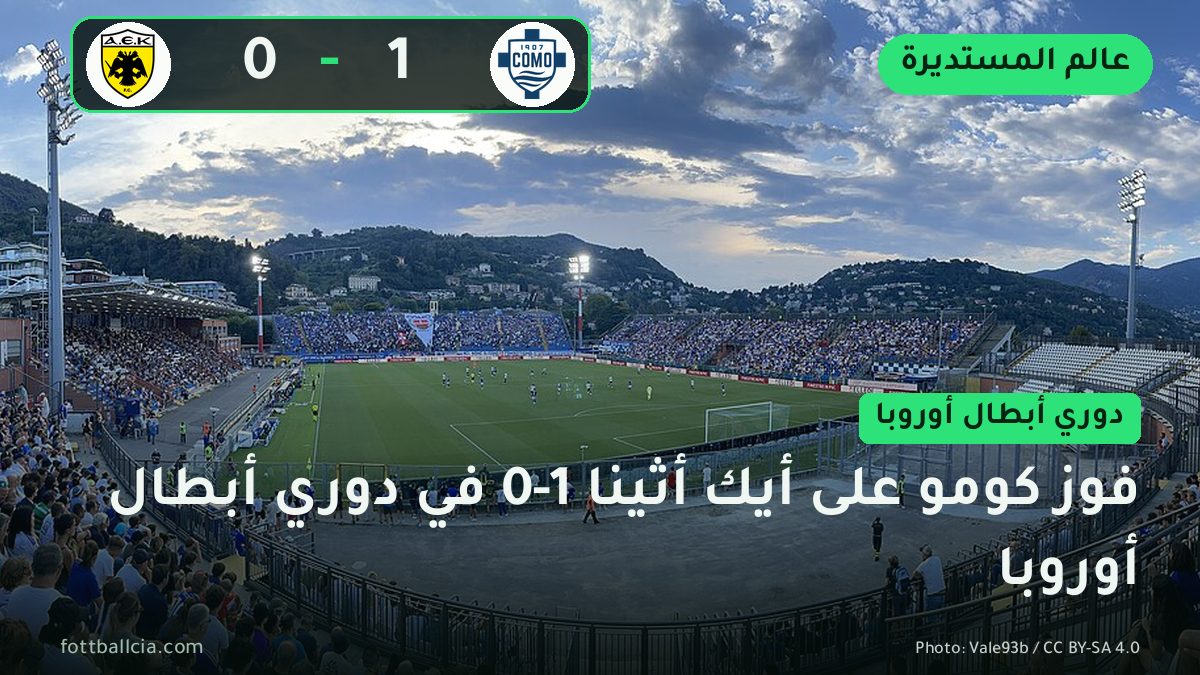 عالم المستديرة
A.E.K
F.C.
0 - 1
1907
COMO
دوري أبطال أوروبا
فوز كومو على أيك أثينا 1-0 في دوري أبطال
أوروبا
fottballcia.com
Photo: Vale93b / CC BY-SA 4.0